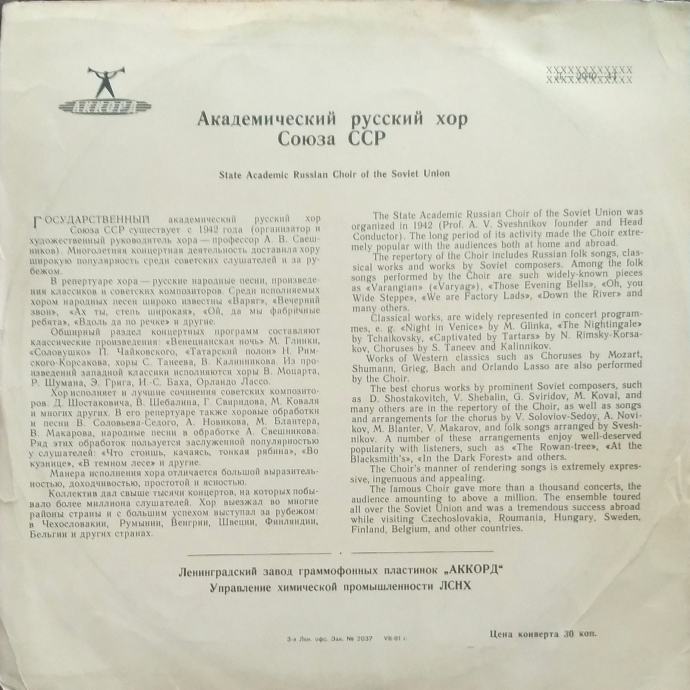 АККОРД
Академический русский хор
Союза ССР
State Academic Russian Choir of the Soviet Union
ГОСУДАРСТВЕННЫЙ академический русский хор
Союза ССР существует с 1942 года (организатор и
художественный руководитель хора — профессор А. В. Свеш-
ников). Многолетняя концертная деятельность доставила хору
широкую популярность среди советских слушателей и за ру-
бежом.
В репертуаре хора — русские народные песни, произведе-
ния классиков и советских композиторов. Среди исполняемых
хором народных песен широко известны «Варяг», «Вечерний
звон», «Ах ты, степь широкая», «Ой, да мы фабричные
ребята», «Вдоль да по речке» и другие.
Обширный раздел концертных программ составляют
классические произведения: «Венецианская ночь» М. Глинки,
«Соловушко» П. Чайковского, «Татарский полон» Н. Рим-
ского-Корсакова, хоры С. Танеева, В. Калинникова. Из про-
изведений западной классики исполняются хоры В. Моцарта,
Р. Шумана, Э. Грига, И.-С. Баха, Орландо Лассо.
Хор исполняет и лучшие сочинения советских композито-
ров. Д. Шостаковича, В. Шебалина, Г. Свиридова, М. Коваля
и многих других. В его репертуаре также хоровые обработки
и песни В. Соловьева-Седого, А. Новикова, М. Блантера,
В. Макарова, народные песни в обработке А. Свешникова.
Ряд этих обработок пользуется заслуженной популярностью
у слушателей: «Что стоишь, качаясь, тонкая рябина», «Во
кузнице», «В темном лесе» и другие.
Манера исполнения хора отличается большой выразитель-
ностью, доходчивостью, простотой и ясностью.
Коллектив дал свыше тысячи концертов, на которых побы-
вало более миллиона слушателей. Хор выезжал во многие
районы страны и с большим успехом выступал за рубежом:
в Чехословакии, Румынии, Венгрии, Швеции, Финляндии,
Бельгии и других странах.
The State Academic Russian Choir of the Soviet Union was
organized in 1942 (Prof. A. V. Sveshnikov founder and Head
Conductor). The long period of its activity made the Choir extre-
mely popular with the audiences both at home and abroad.
The repertory of the Choir includes Russian folk songs, clas-
sical works and works by Soviet composers. Among the folk
songs performed by the Choir are such widely-known pieces
as «Varangian» («Varyag»), «Those Evening Bells», «Oh, you
Wide Steppe», «We are Factory Lads», «Down the River» and
many others.
Classical works, are widely represented in concert program-
mes, e. g. «Night in Venice» by M. Glinka, «The Nightingale»
by Tchaikovsky, «Captivated by Tartars» by N. Rimsky-Korsa-
kov, Choruses by S. Taneev and Kalinnikov.
Works of Western classics such as Choruses by Mozart,
Shumann, Grieg, Bach and Orlando Lasso are also performed
by the Choir.
The best chorus works by prominent Soviet composers, such
as D. Shostakovitch, V. Shebalin, G. Sviridov, M. Koval, and
many others are in the repertory of the Choir, as well as songs
and arrangements for the chorus by V. Soloviov-Sedoy, A. Novi-
kov, M. Blanter, V. Makarov, and folk songs arranged by Svesh-
nikov. A number of these arrangements enjoy well-deserved
popularity with listeners, such as «The Rowan-tree», «At the
Blacksmith's», «In the Dark Forest» and others.
The Choir's manner of rendering songs is extremely expres-
sive, ingenuous and appealing.
The famous Choir gave more than a thousand concerts, the
audience amounting to above a million. The ensemble toured
all over the Soviet Union and was a tremendous success abroad
while visiting Czechoslovakia, Roumania, Hungary, Sweden,
Finland, Belgium, and other countries.
Ленинградский завод граммофонных пластинок „АККОРД"
Управление химической промышленности ЛСНХ
3-я Лен. офс. Зак. № 2037 VII-61 г.
Цена конверта 30 коп.